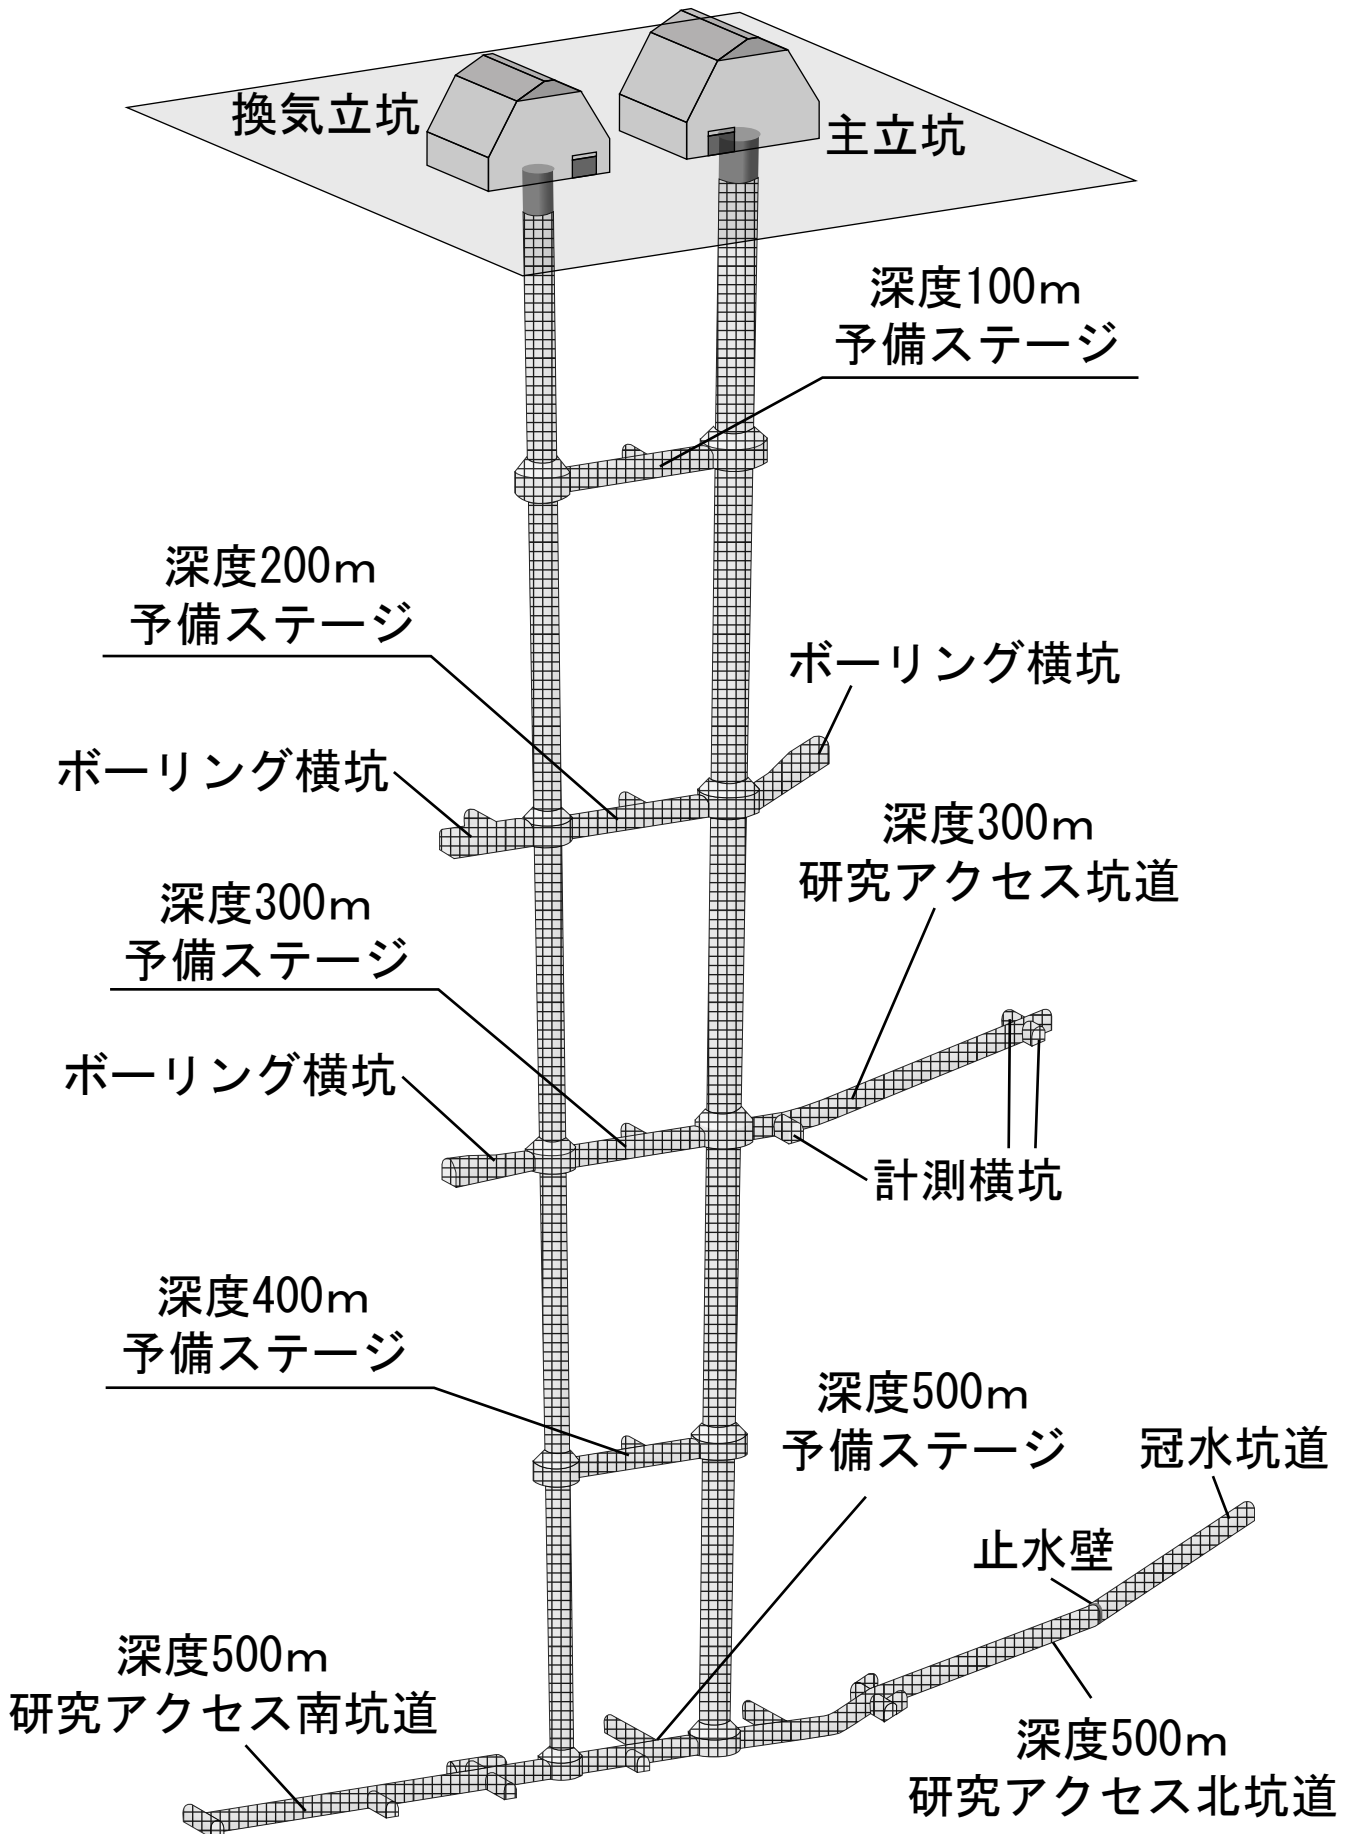 換気立坑
主立坑
深度100m
予備ステージ
深度200m
予備ステージ
ボーリング横坑
ボーリング横坑
深度300m
研究アクセス坑道
深度300m
予備ステージ
ボーリング横坑
計測横坑
深度400m
予備ステージ
深度500m
予備ステージ
冠水坑道
止水壁
深度500m
研究アクセス南坑道
深度500m
研究アクセス北坑道